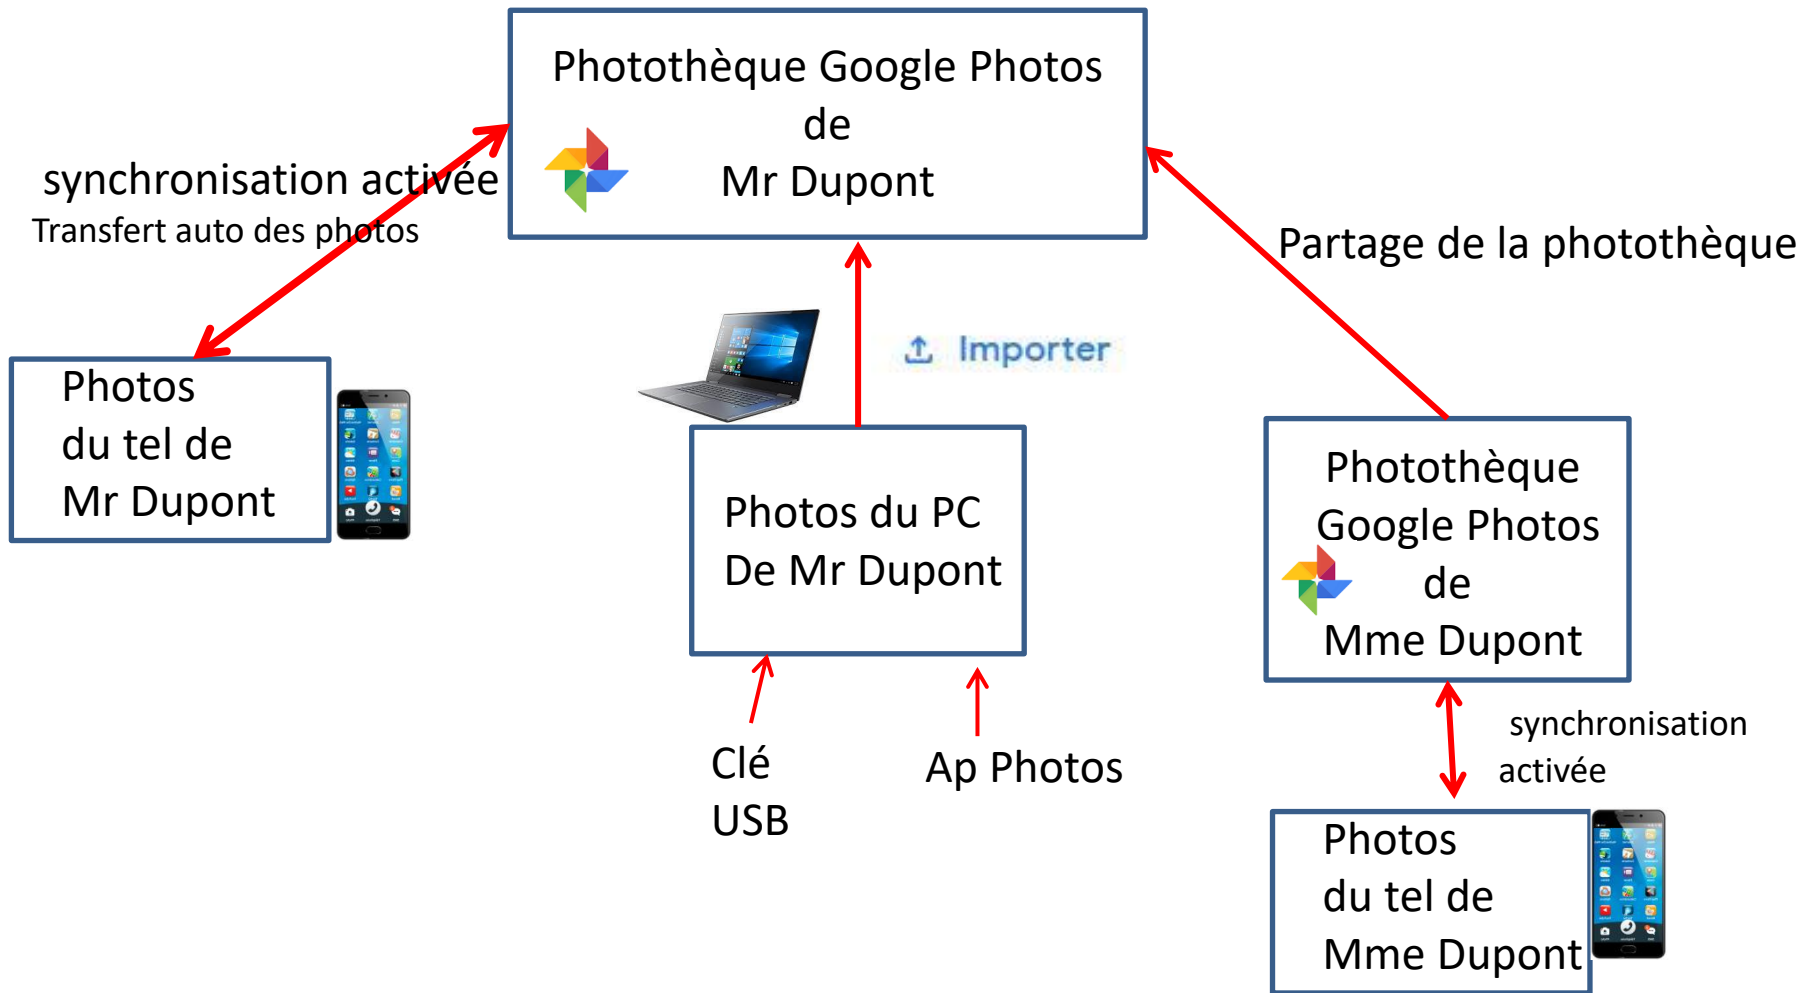 Photothèque Google Photos
de
Mr Dupont
synchronisation activée
Transfert auto des photos
Partage de la photothèque
Importer
Photos
du tel de
Mr Dupont
Photos du PC
De Mr Dupont
Photothèque
Google Photos
de
Mme Dupont
Clé
USB
Ap Photos
synchronisation
activée
Photos
du tel de
Mme Dupont